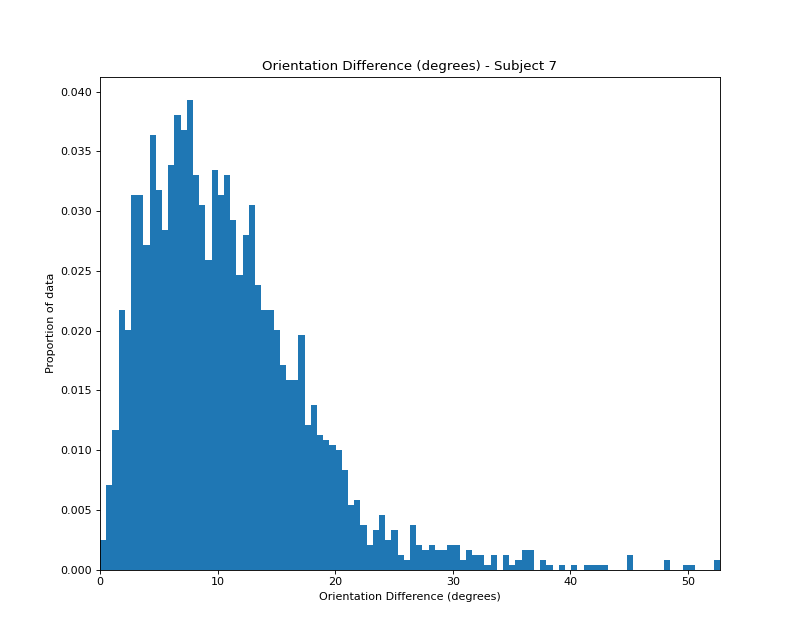 Orientation Difference (degrees) - Subject 7
0.040
0.035
0.030
0.025
0.020
0.015
0.010
0.005
0.000
Proportion of data
0 10 20 30 40 50
Orientation Difference (degrees)